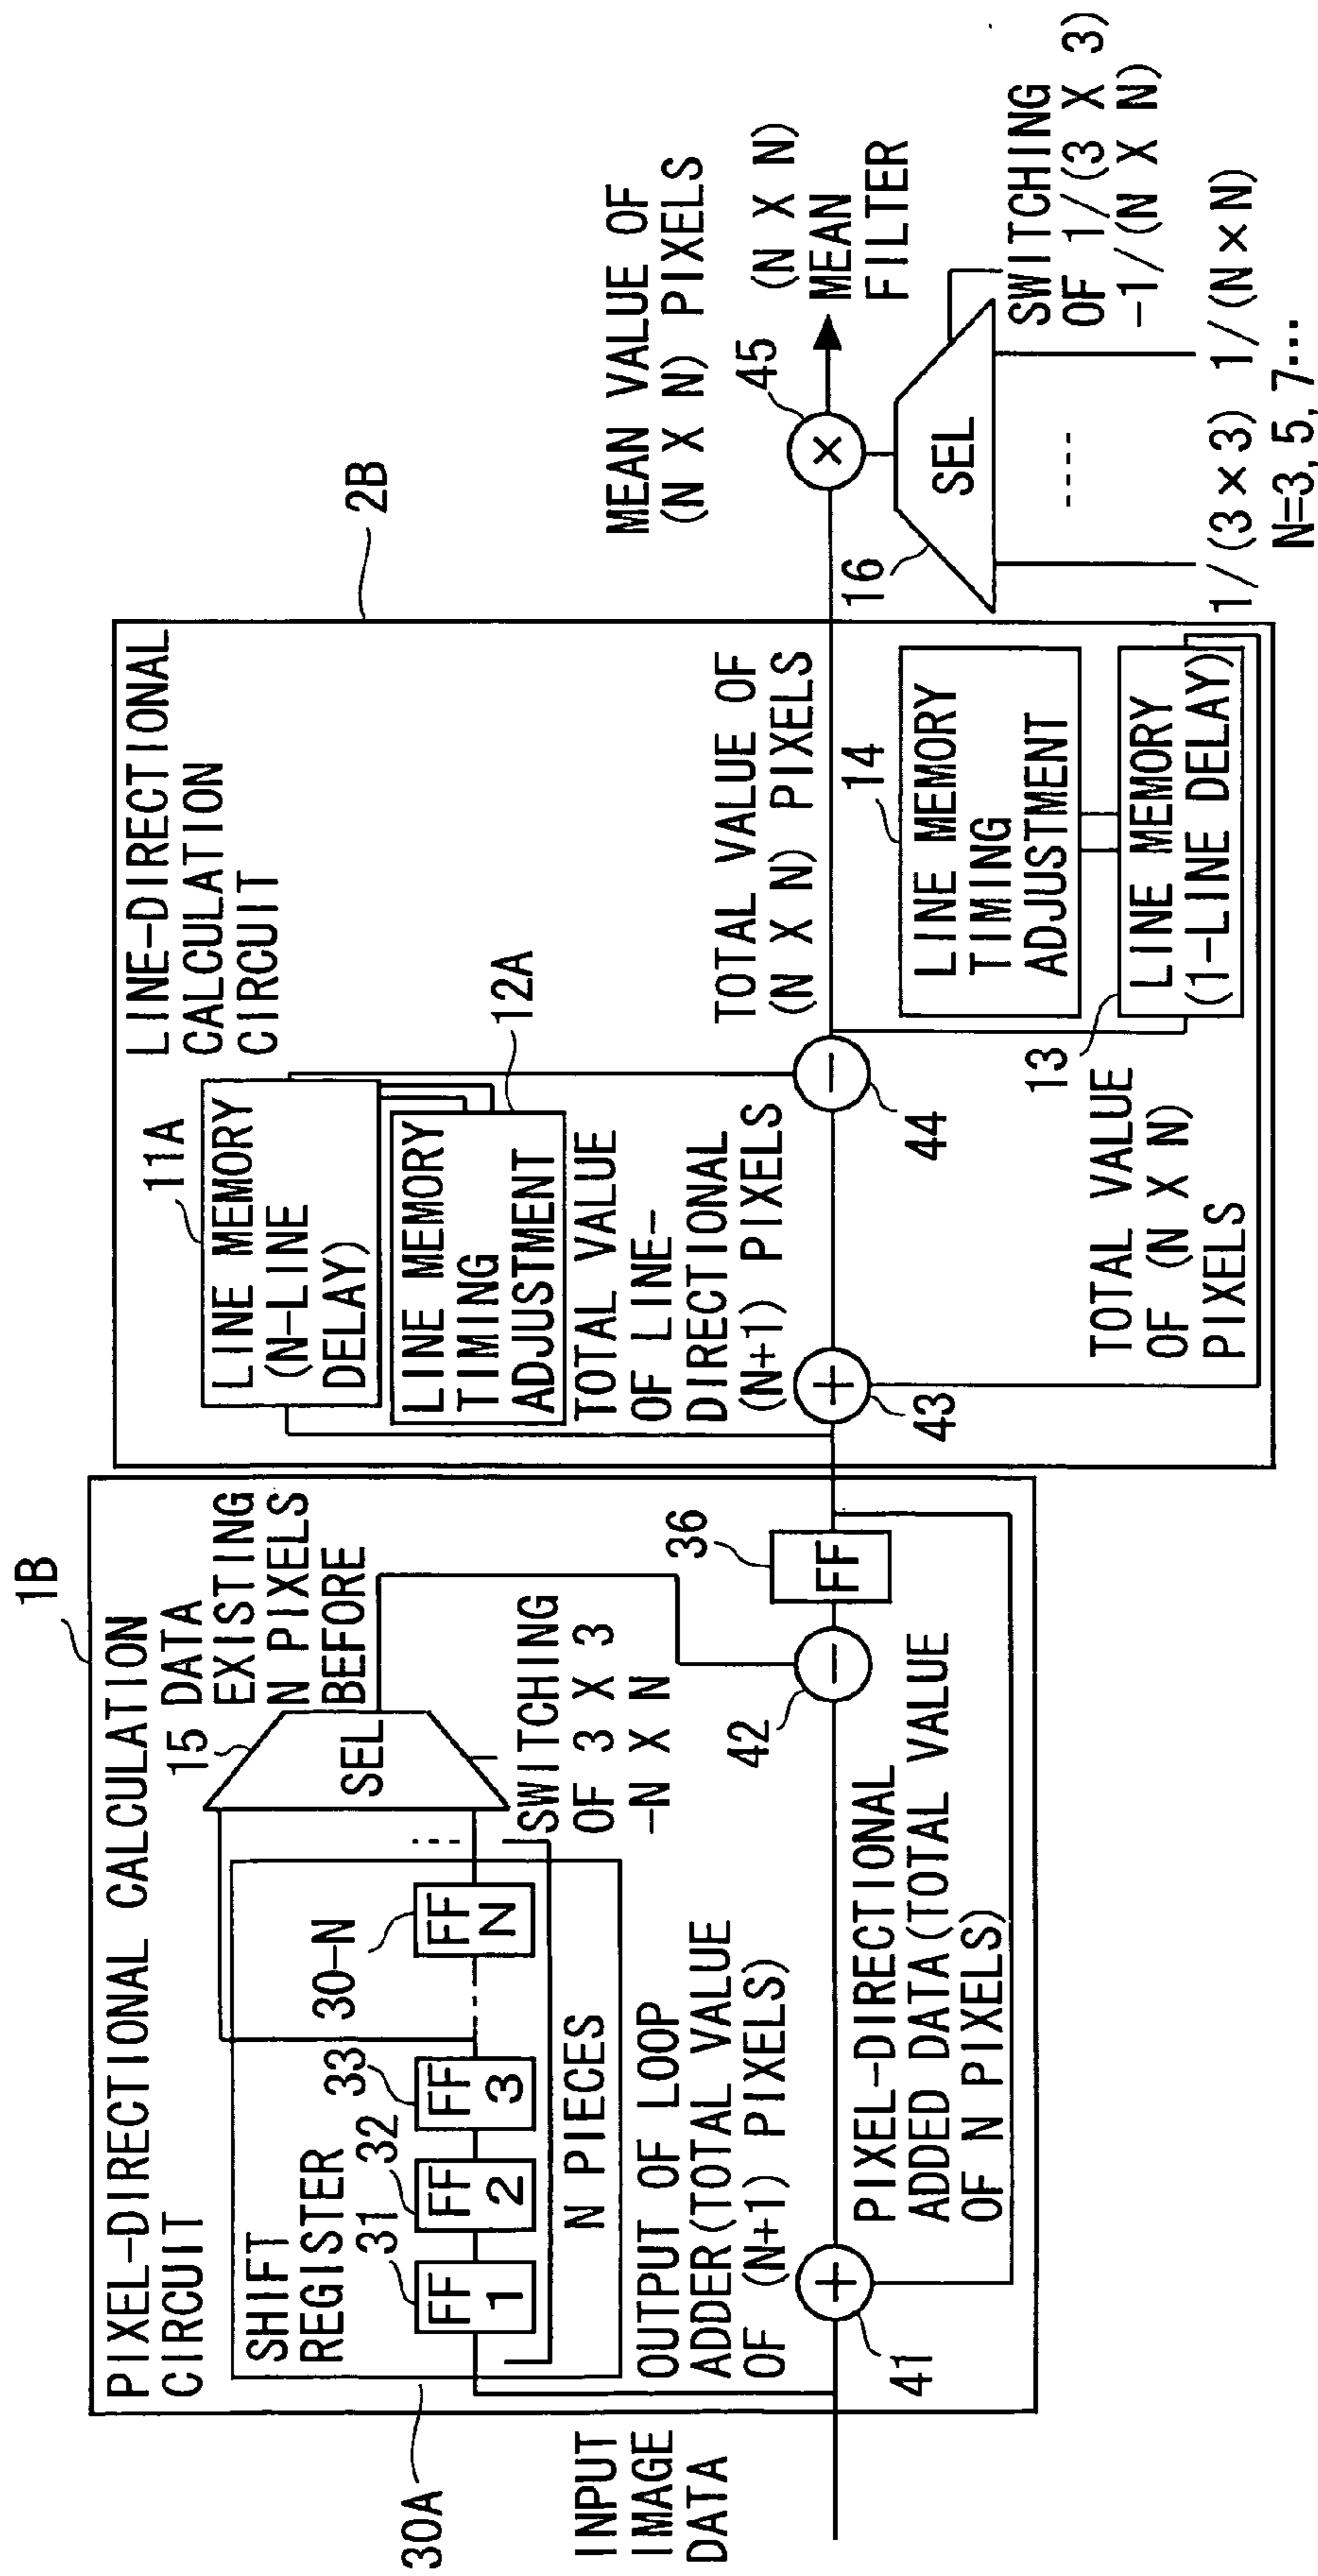 1B
PIXEL-DIRECTIONAL CALCULATION
CIRCUIT
30A
SHIFT
REGISTER
31
32
33
30-N
FF
1
FF
2
FF
3
FF
N
N PIECES
15
SEL
DATA
EXISTING
N PIXELS
BEFORE
SWITCHING
OF 3 X 3
-N X N
INPUT
IMAGE
DATA
OUTPUT OF LOOP
ADDER(TOTAL VALUE
OF (N+1) PIXELS)
41
42
36
FF
PIXEL-DIRECTIONAL
ADDED DATA(TOTAL VALUE
OF N PIXELS)
2B
LINE-DIRECTIONAL
CALCULATION
CIRCUIT
11A
LINE MEMORY
(N-LINE
DELAY)
12A
LINE MEMORY
TIMING
ADJUSTMENT
TOTAL VALUE
OF LINE-
DIRECTIONAL
(N+1) PIXELS
43
44
TOTAL VALUE OF
(N X N) PIXELS
14
LINE MEMORY
TIMING
ADJUSTMENT
13
LINE MEMORY
(1-LINE DELAY)
TOTAL VALUE
OF (N X N)
PIXELS
MEAN VALUE OF
(N X N) PIXELS
45
(N X N)
MEAN
FILTER
16
SEL
SWITCHING
OF 1/(3 X 3)
-1/(N X N)
1/(3×3) 1/(N×N)
N=3, 5, 7...